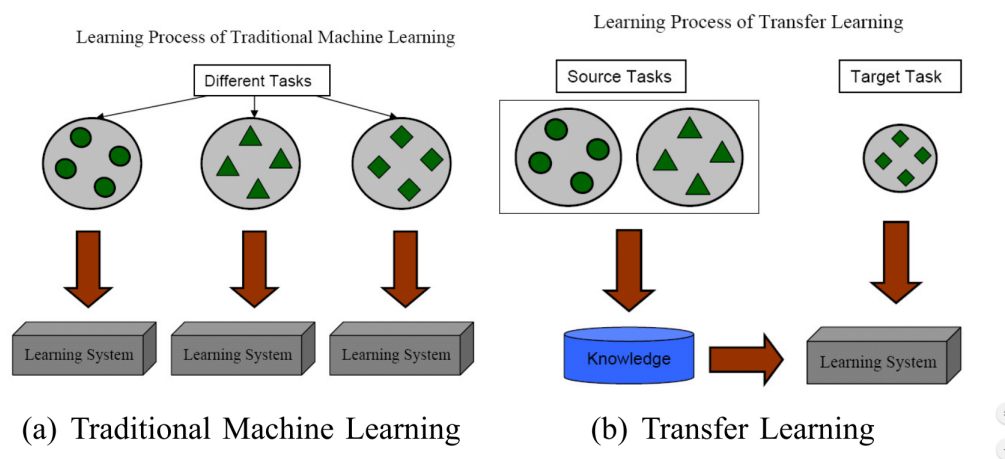 Learning Process of Traditional Machine Learning
Different Tasks
Learning System
Learning System
Learning System
(a) Traditional Machine Learning
Learning Process of Transfer Learning
Source Tasks
Target Task
Knowledge
Learning System
(b) Transfer Learning